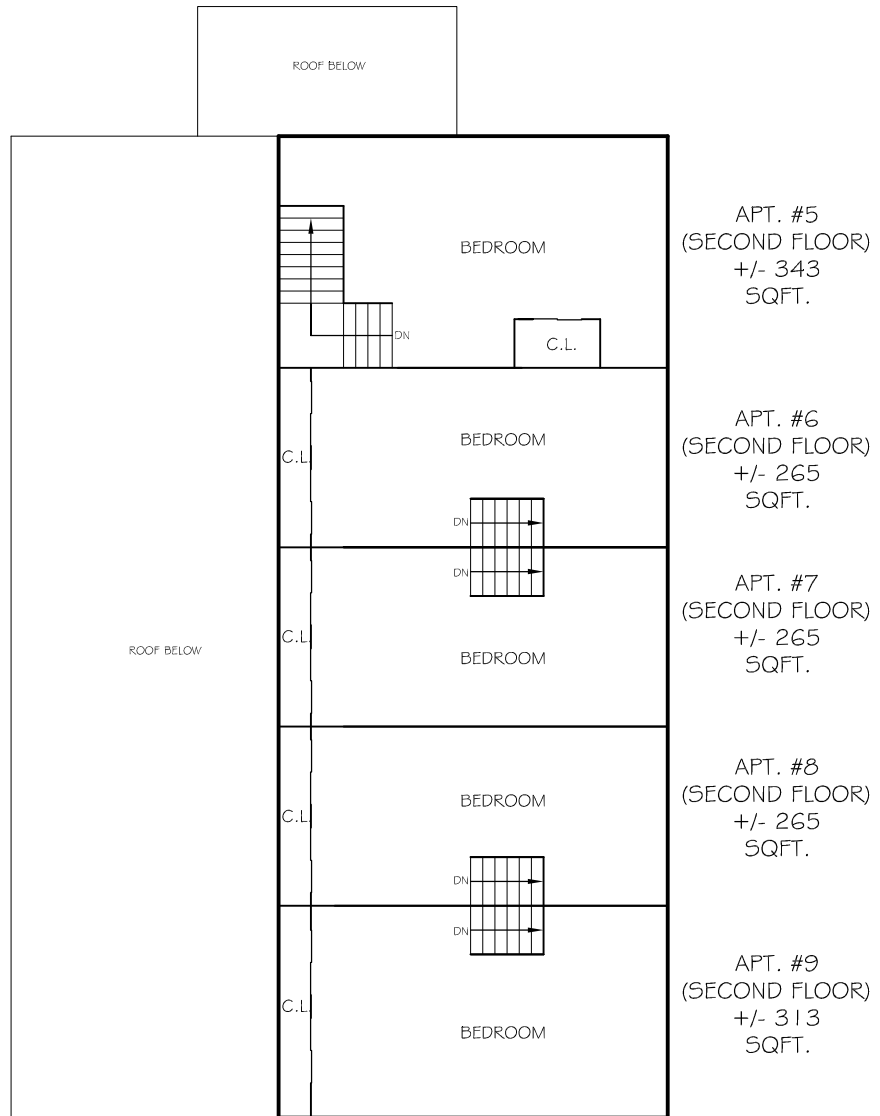 ROOF BELOW
APT. #5
(SECOND FLOOR)
+/- 343
SQFT.
BEDROOM
DN
C.L.
APT. #6
(SECOND FLOOR)
+/- 265
SQFT.
BEDROOM
C.L.
DN
DN
APT. #7
(SECOND FLOOR)
+/- 265
SQFT.
C.L.
ROOF BELOW
BEDROOM
APT. #8
(SECOND FLOOR)
+/- 265
SQFT.
BEDROOM
C.L.
DN
DN
APT. #9
(SECOND FLOOR)
+/- 313
SQFT.
C.L.
BEDROOM